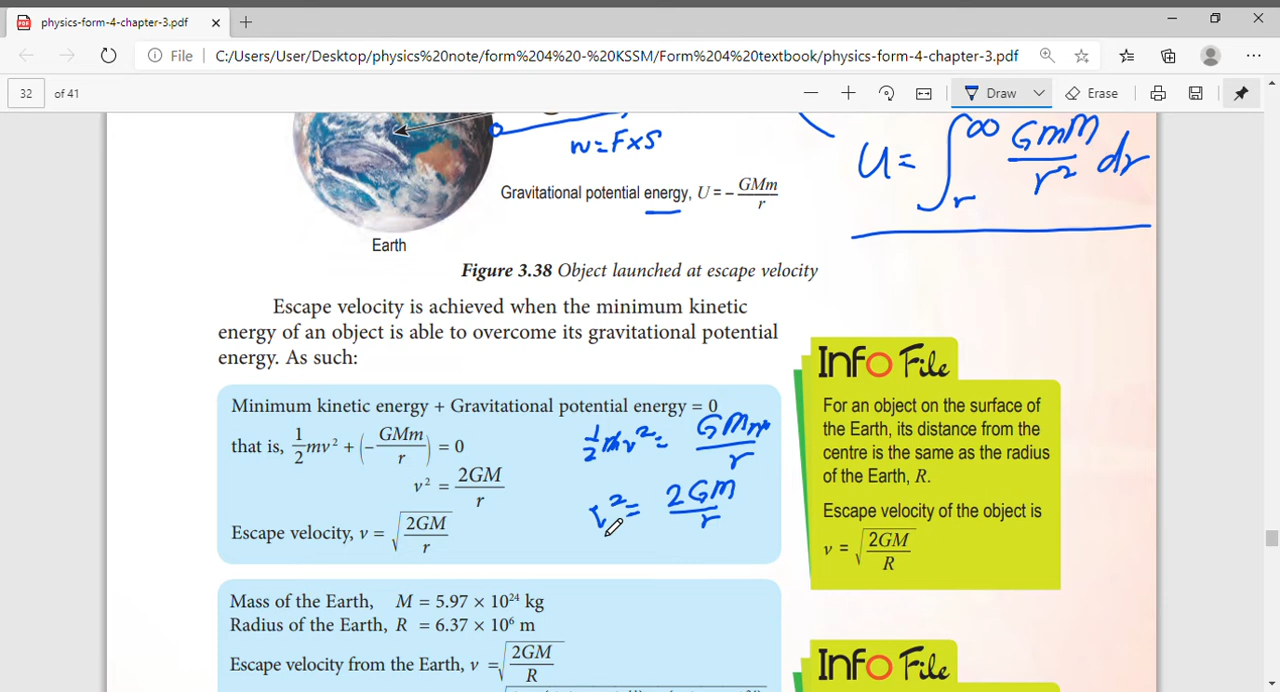 physics-form-4-chapter-3.pdf
File C:/Users/User/Desktop/physics%20note/form%204%20-%20KSSM/Form%204%20textbook/physics-form-4-chapter-3.pdf
32 of 41 Draw Erase
W = F x S
Gravitational potential energy, U = – GMm/r
U = ∫ᵣ^∞ GmM/r² dr
Earth
Figure 3.38 Object launched at escape velocity
Escape velocity is achieved when the minimum kinetic
energy of an object is able to overcome its gravitational potential
energy. As such:
Minimum kinetic energy + Gravitational potential energy = 0
that is, 1/2 mv² + (– GMm/r) = 0
v² = 2GM/r
Escape velocity, v = √(2GM/r)
1/2 mv² = GMm/r
v² = 2GM/r
Info File
For an object on the surface of
the Earth, its distance from the
centre is the same as the radius
of the Earth, R.
Escape velocity of the object is
v = √(2GM/R)
Mass of the Earth, M = 5.97 × 10²⁴ kg
Radius of the Earth, R = 6.37 × 10⁶ m
Escape velocity from the Earth, v = √(2GM/R)
Info File